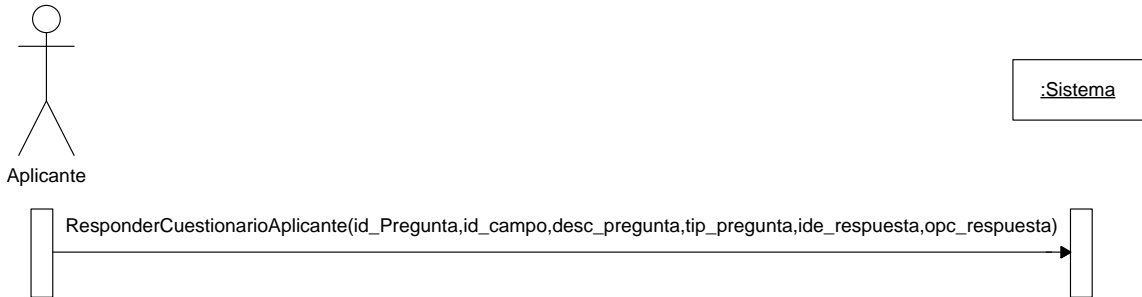 :Sistema
Aplicante
ResponderCuestionarioAplicante(id_Pregunta,id_campo,desc_pregunta,tip_pregunta,ide_respuesta,opc_respuesta)